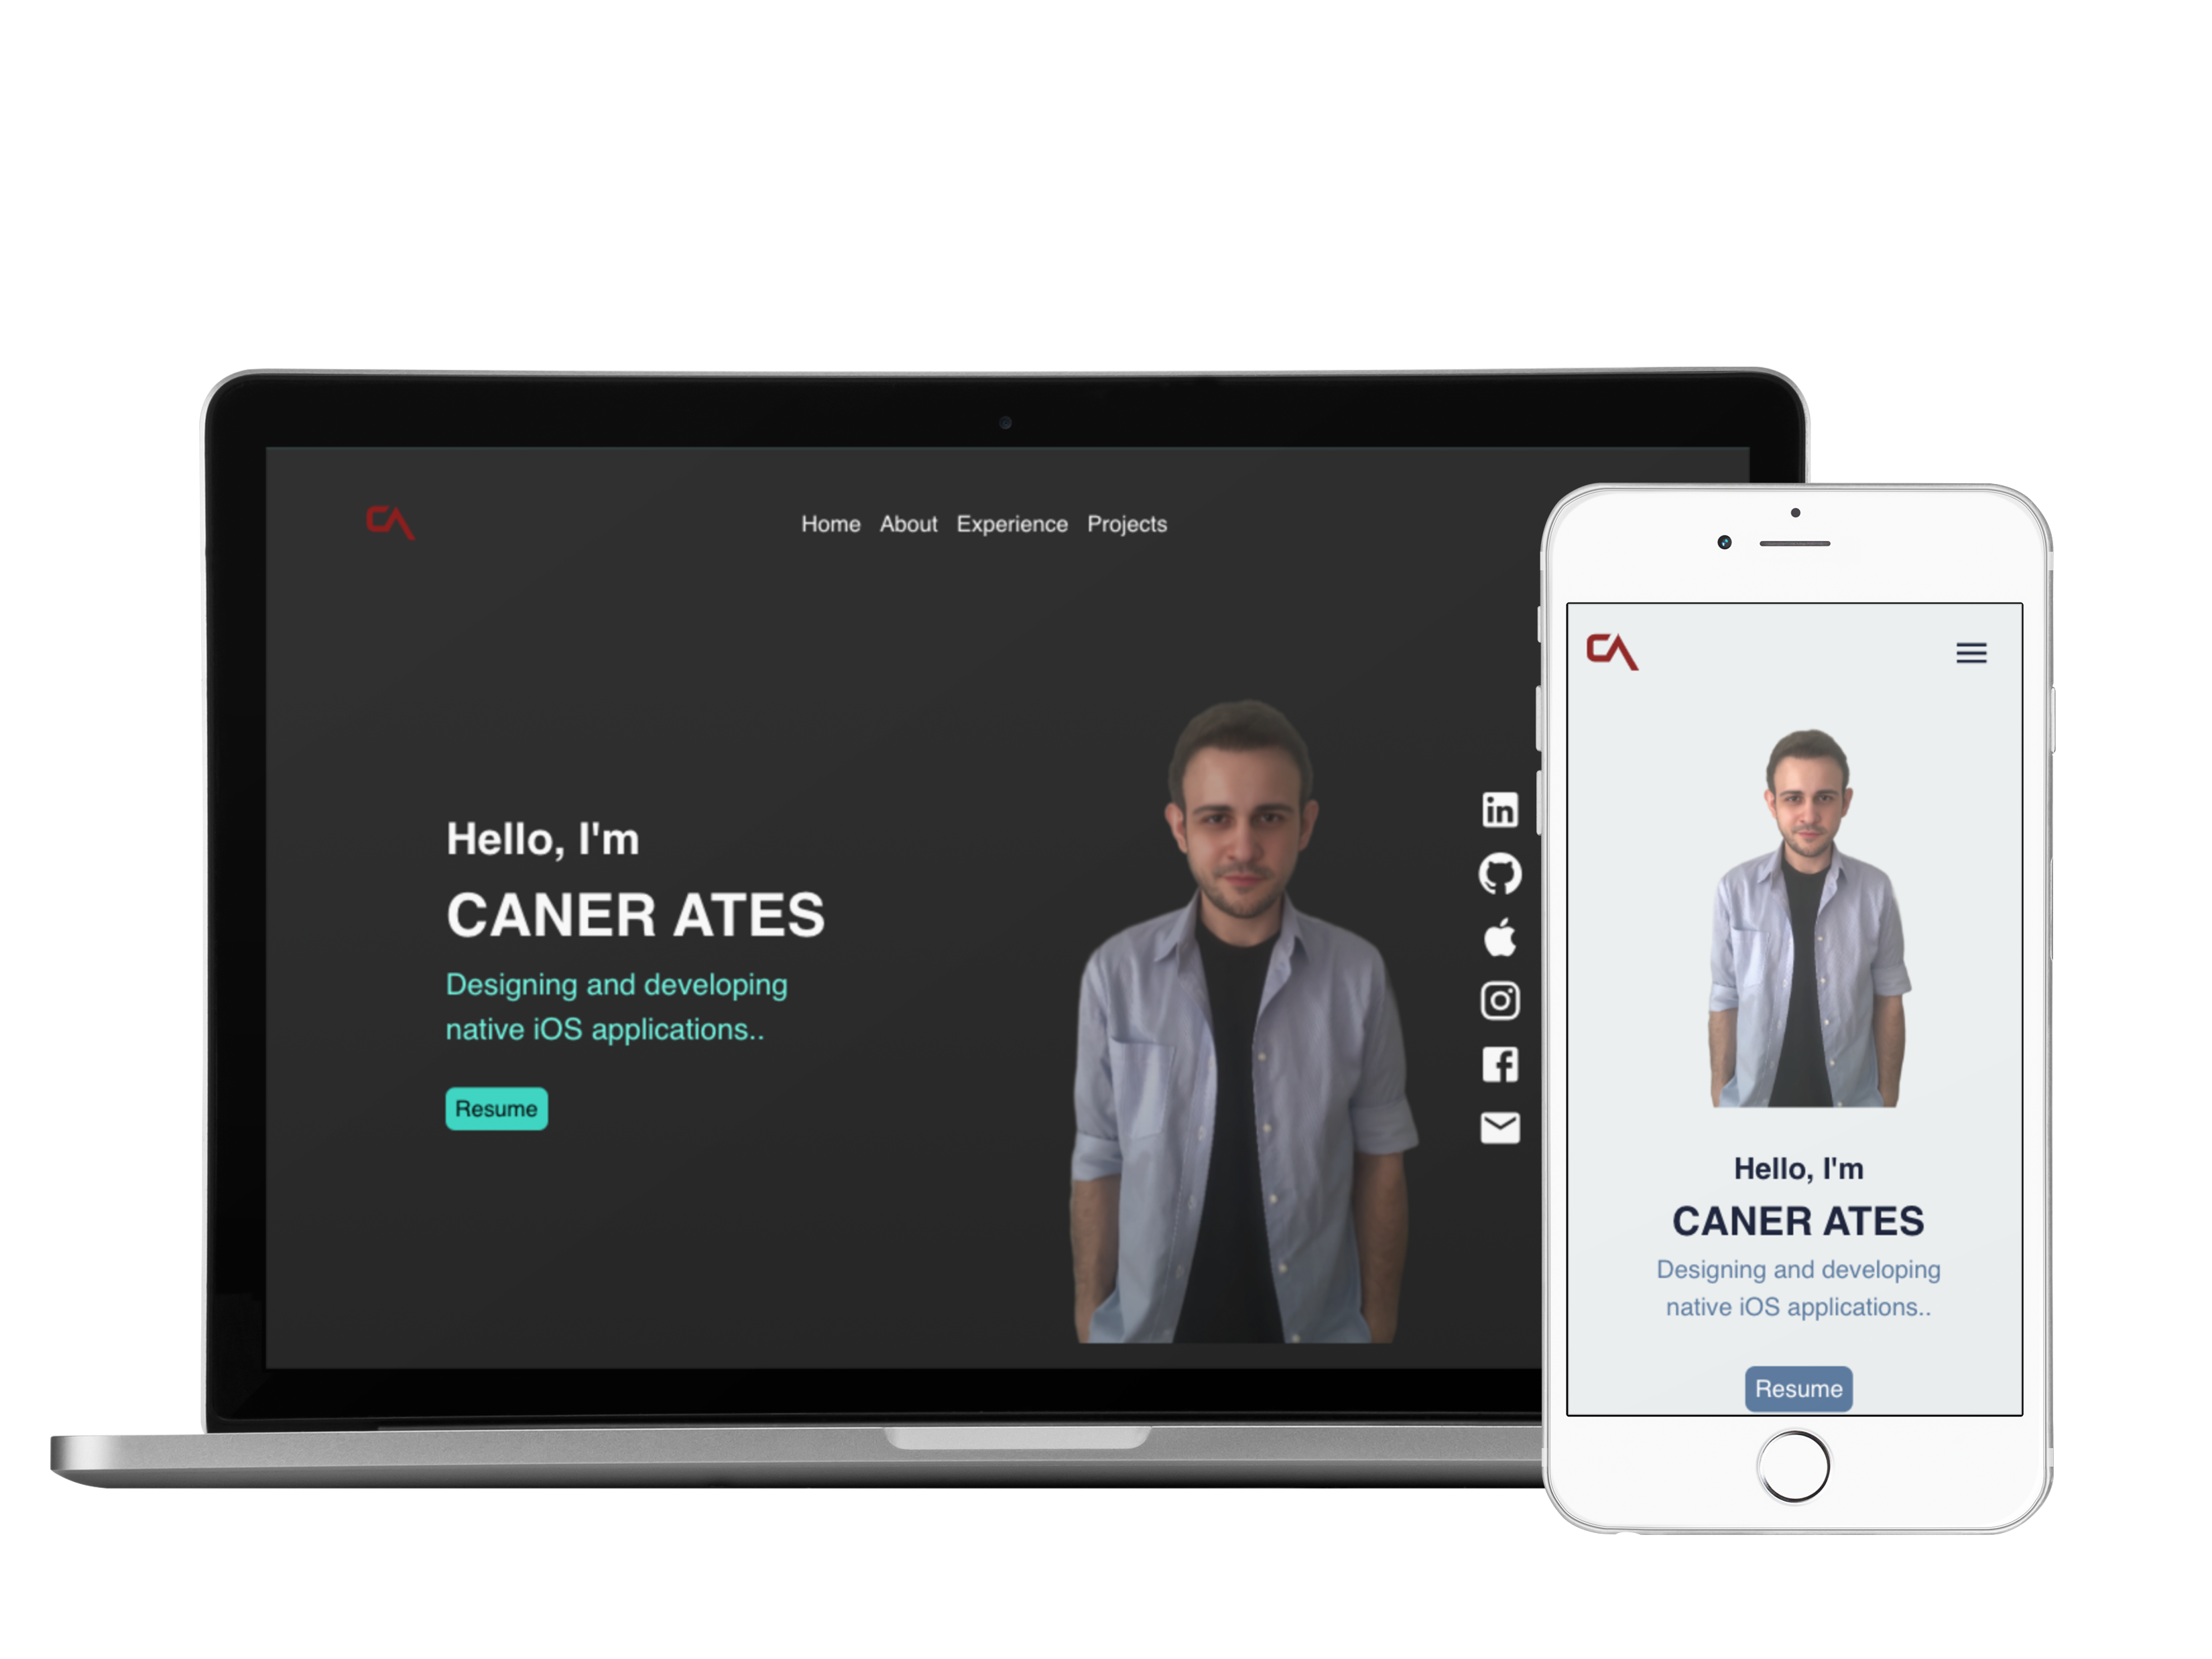 CA
Home About Experience Projects
Hello, I'm
CANER ATES
Designing and developing
native iOS applications..
Resume
in
CA
Hello, I'm
CANER ATES
Designing and developing
native iOS applications..
Resume